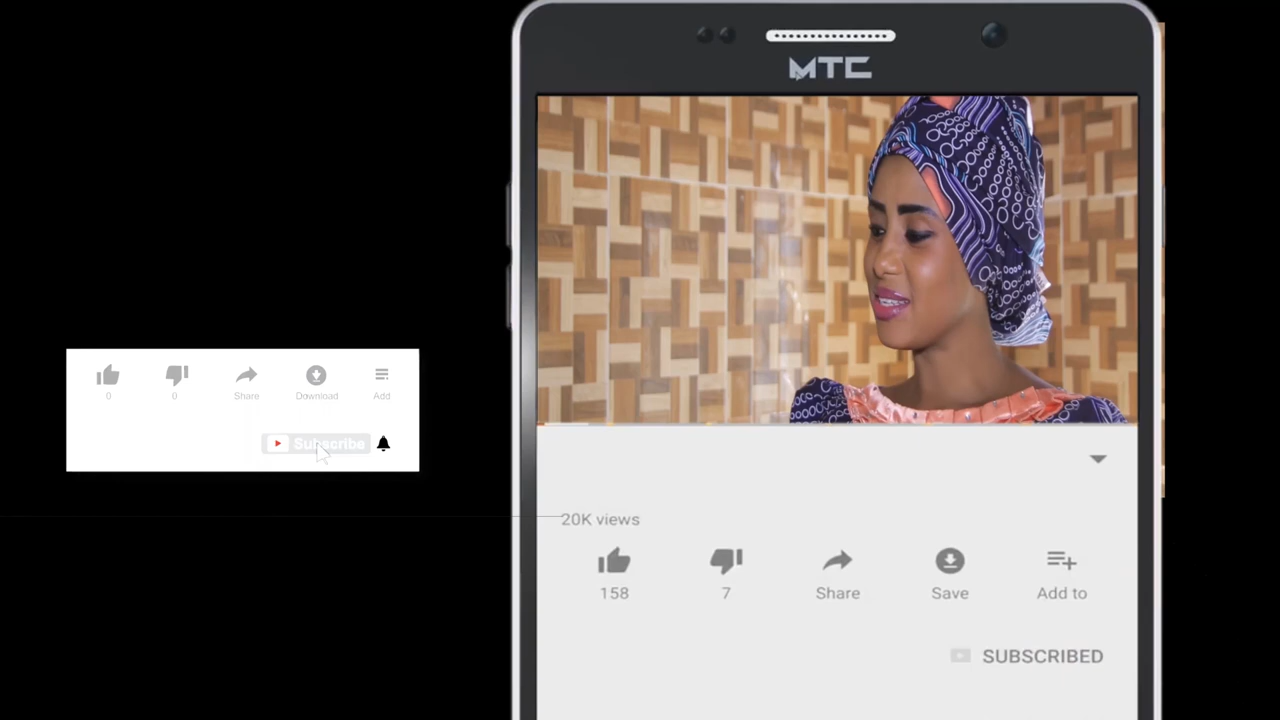 MTC
0 0 Share Download Add
Subscribe
20K views
158 7 Share Save Add to
SUBSCRIBED